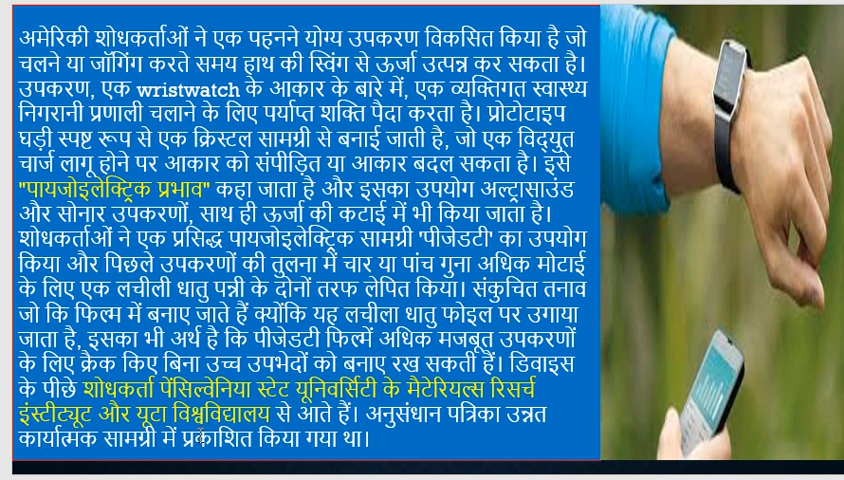 अमेरिकी शोधकर्ताओं ने एक पहनने योग्य उपकरण विकसित किया है जो
चलने या जॉगिंग करते समय हाथ की स्विंग से ऊर्जा उत्पन्न कर सकता है।
उपकरण, एक wristwatch के आकार के बारे में, एक व्यक्तिगत स्वास्थ्य
निगरानी प्रणाली चलाने के लिए पर्याप्त शक्ति पैदा करता है। प्रोटोटाइप
घड़ी स्पष्ट रूप से एक क्रिस्टल सामग्री से बनाई जाती है, जो एक विद्युत
चार्ज लागू होने पर आकार को संपीड़ित या आकार बदल सकता है। इसे
"पायजोइलेक्ट्रिक प्रभाव" कहा जाता है और इसका उपयोग अल्ट्रासाउंड
और सोनार उपकरणों, साथ ही ऊर्जा की कटाई में भी किया जाता है।
शोधकर्ताओं ने एक प्रसिद्ध पायजोइलेक्ट्रिक सामग्री 'पीजेडटी' का उपयोग
किया और पिछले उपकरणों की तुलना में चार या पांच गुना अधिक मोटाई
के लिए एक लचीली धातु पन्नी के दोनों तरफ लेपित किया। संकुचित तनाव
जो कि फिल्म में बनाए जाते हैं क्योंकि यह लचीला धातु फोइल पर उगाया
जाता है, इसका भी अर्थ है कि पीजेडटी फिल्में अधिक मजबूत उपकरणों
के लिए क्रैक किए बिना उच्च उपभेदों को बनाए रख सकती हैं। डिवाइस
के पीछे शोधकर्ता पेंसिल्वेनिया स्टेट यूनिवर्सिटी के मैटेरियल्स रिसर्च
इंस्टीट्यूट और यूटा विश्वविद्यालय से आते हैं। अनुसंधान पत्रिका उन्नत
कार्यात्मक सामग्री में प्रकाशित किया गया था।